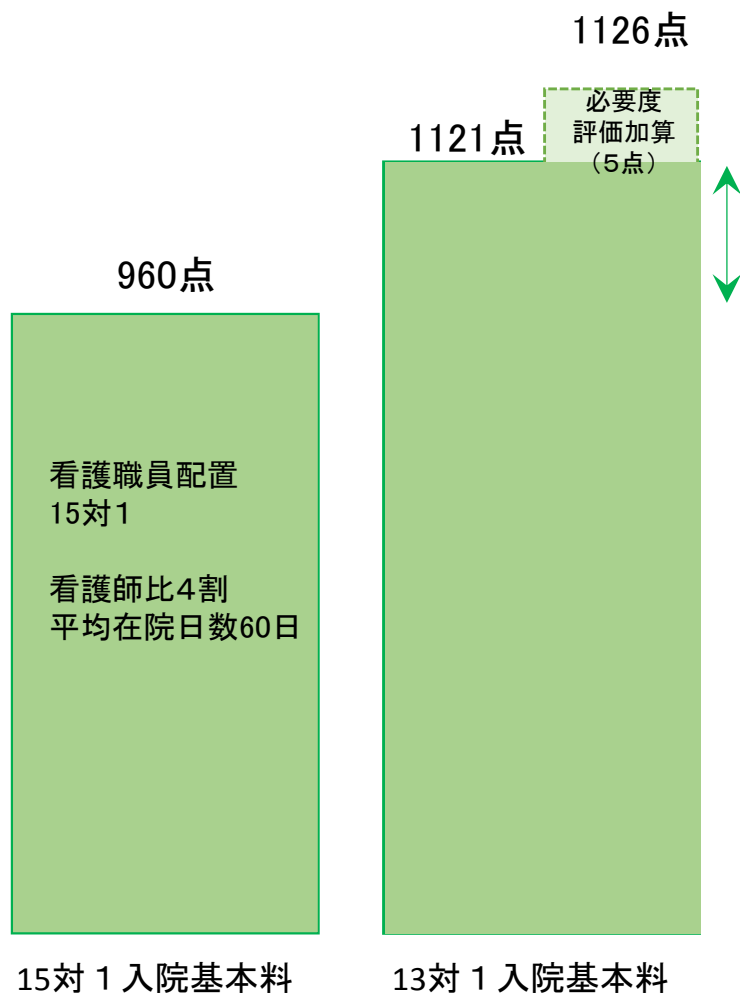 1126点
必要度
評価加算
（５点）
1121点
960点
看護職員配置
15対１
看護師比４割
平均在院日数60日
15対１入院基本料
13対１入院基本料